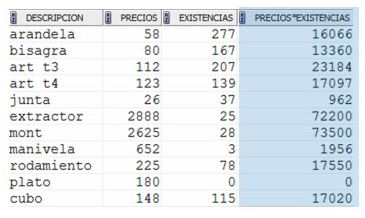 DESCRIPCION PRECIOS EXISTENCIAS PRECIOS*EXISTENCIAS
arandela 58 277 16066
bisagra 80 167 13360
art t3 112 207 23184
art t4 123 139 17097
junta 26 37 962
extractor 2888 25 72200
mont 2625 28 73500
manivela 652 3 1956
rodamiento 225 78 17550
plato 180 0 0
cubo 148 115 17020